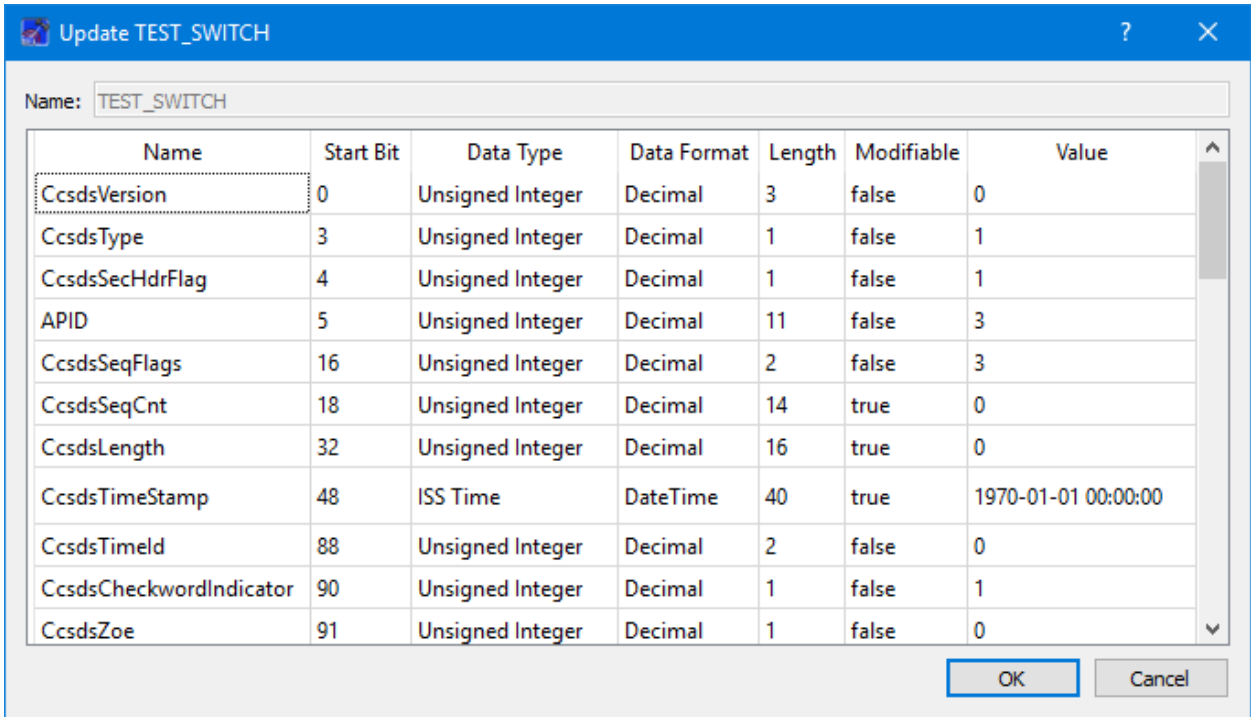 Update TEST_SWITCH ?
Name: TEST_SWITCH
Name Start Bit Data Type Data Format Length Modifiable Value
CcsdsVersion 0 Unsigned Integer Decimal 3 false 0
CcsdsType 3 Unsigned Integer Decimal 1 false 1
CcsdsSecHdrFlag 4 Unsigned Integer Decimal 1 false 1
APID 5 Unsigned Integer Decimal 11 false 3
CcsdsSeqFlags 16 Unsigned Integer Decimal 2 false 3
CcsdsSeqCnt 18 Unsigned Integer Decimal 14 true 0
CcsdsLength 32 Unsigned Integer Decimal 16 true 0
CcsdsTimeStamp 48 ISS Time DateTime 40 true 1970-01-01 00:00:00
CcsdsTimeId 88 Unsigned Integer Decimal 2 false 0
CcsdsCheckwordIndicator 90 Unsigned Integer Decimal 1 false 1
CcsdsZoe 91 Unsigned Integer Decimal 1 false 0
OK Cancel